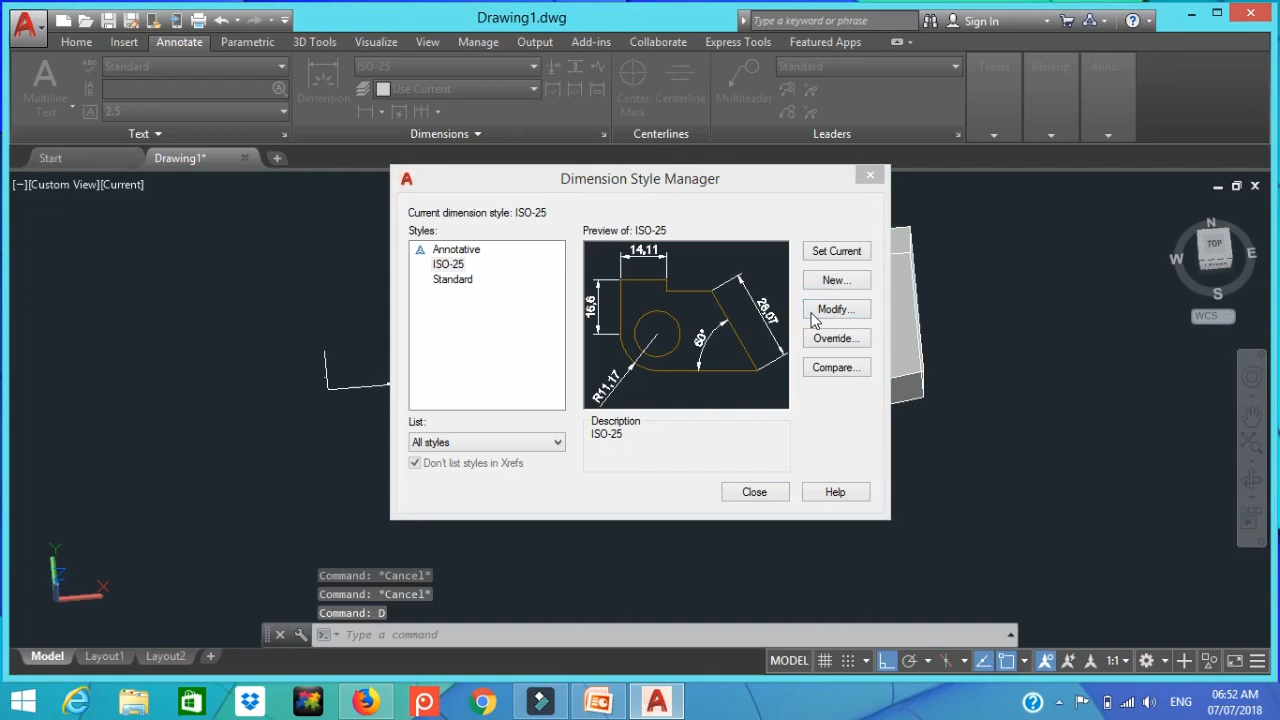 Drawing1.dwg
Type a keyword or phrase
Sign In
Home
Insert
Annotate
Parametric
3D Tools
Visualize
View
Manage
Output
Add-ins
Collaborate
Express Tools
Featured Apps
Multiline
Text
Standard
2.5
Text
Dimension
ISO-25
Use Current
Dimensions
Center
Mark
Centerline
Centerlines
Multileader
Standard
Leaders
Tables
Markup
Anno...
Start
Drawing1*
[−][Custom View][Current]
Dimension Style Manager
Current dimension style: ISO-25
Styles:
Annotative
ISO-25
Standard
Preview of: ISO-25
14,11
16,6
28,07
60°
R11,17
Set Current
New...
Modify...
Override...
Compare...
List:
All styles
Don't list styles in Xrefs
Description
ISO-25
Close
Help
N
W
TOP
E
S
WCS
Y
Z
X
Command: *Cancel*
Command: *Cancel*
Command: D
Type a command
Model
Layout1
Layout2
MODEL
1:1
ENG
06:52 AM
07/07/2018